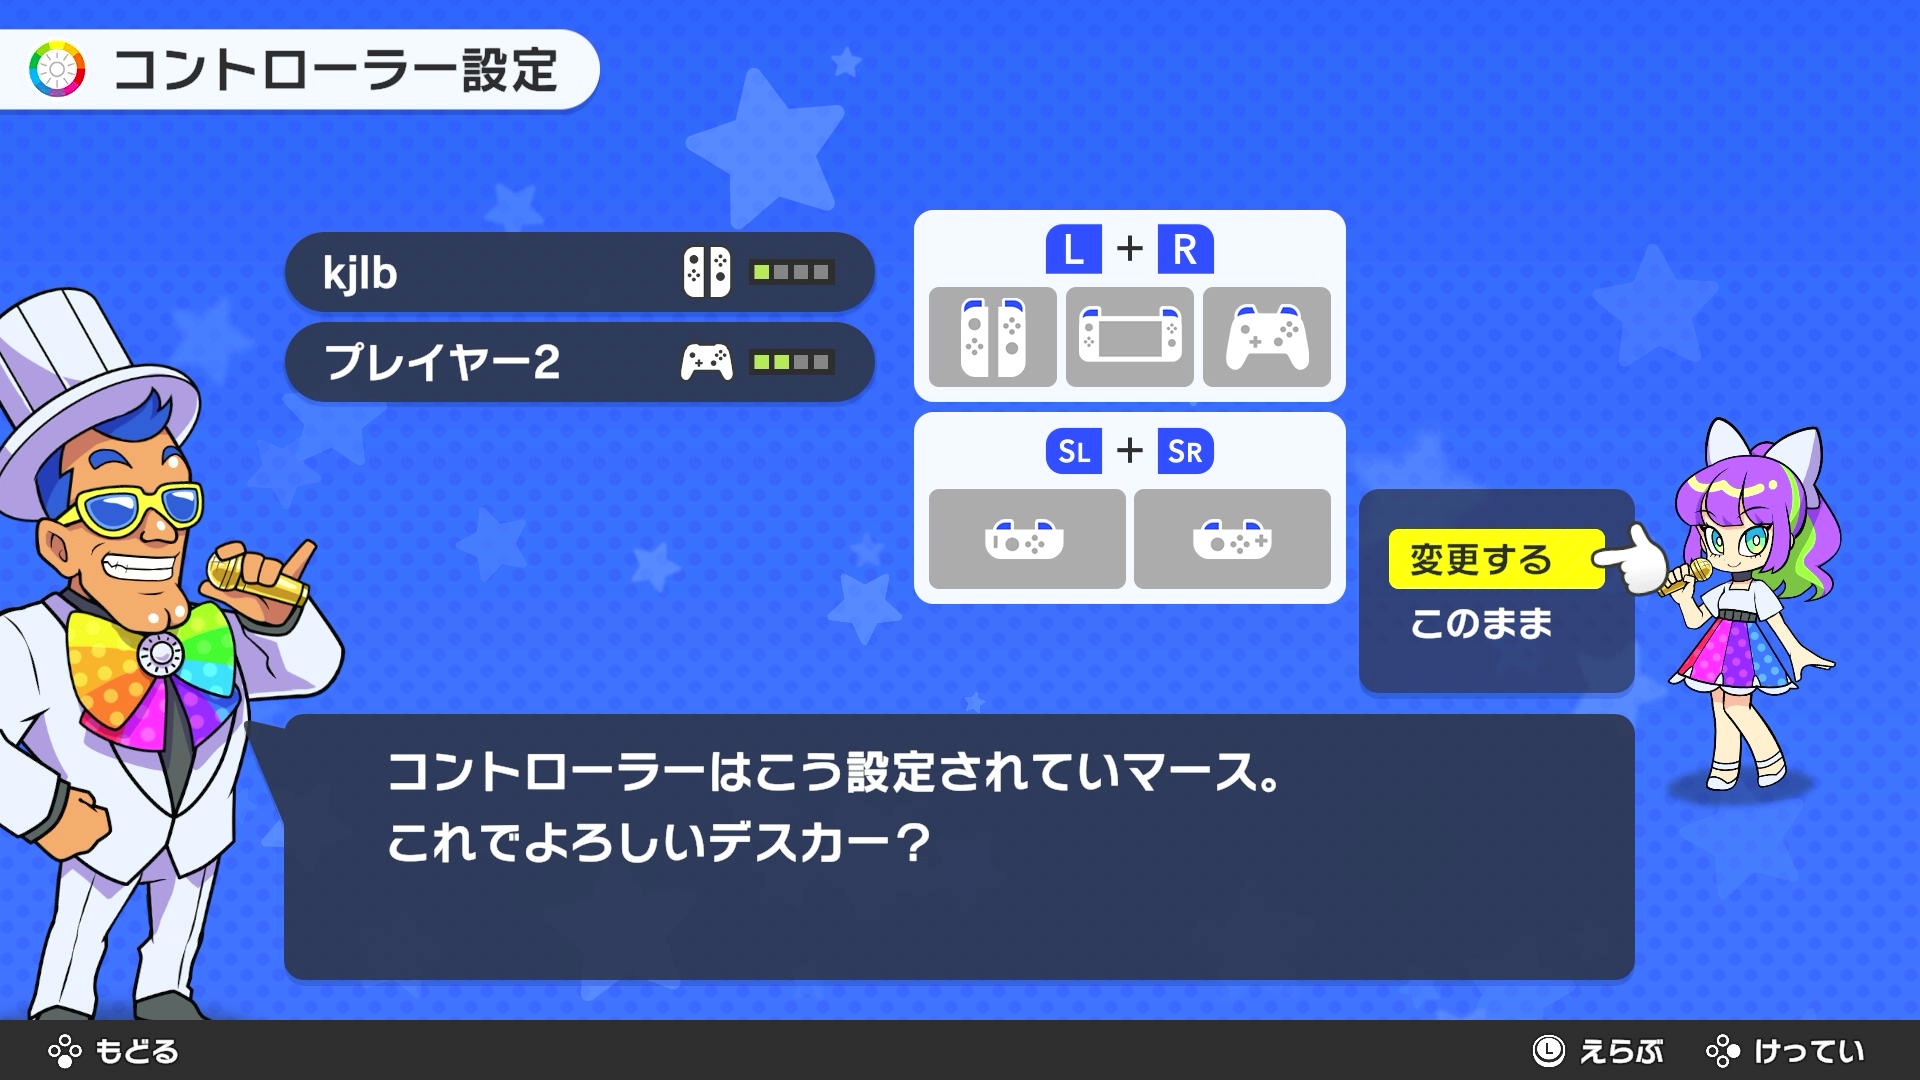 コントローラー設定
kjlb
プレイヤー2
L + R
SL + SR
変更する
このまま
コントローラーはこう設定されていマース。
これでよろしいデスカー？
もどる
L えらぶ けってい